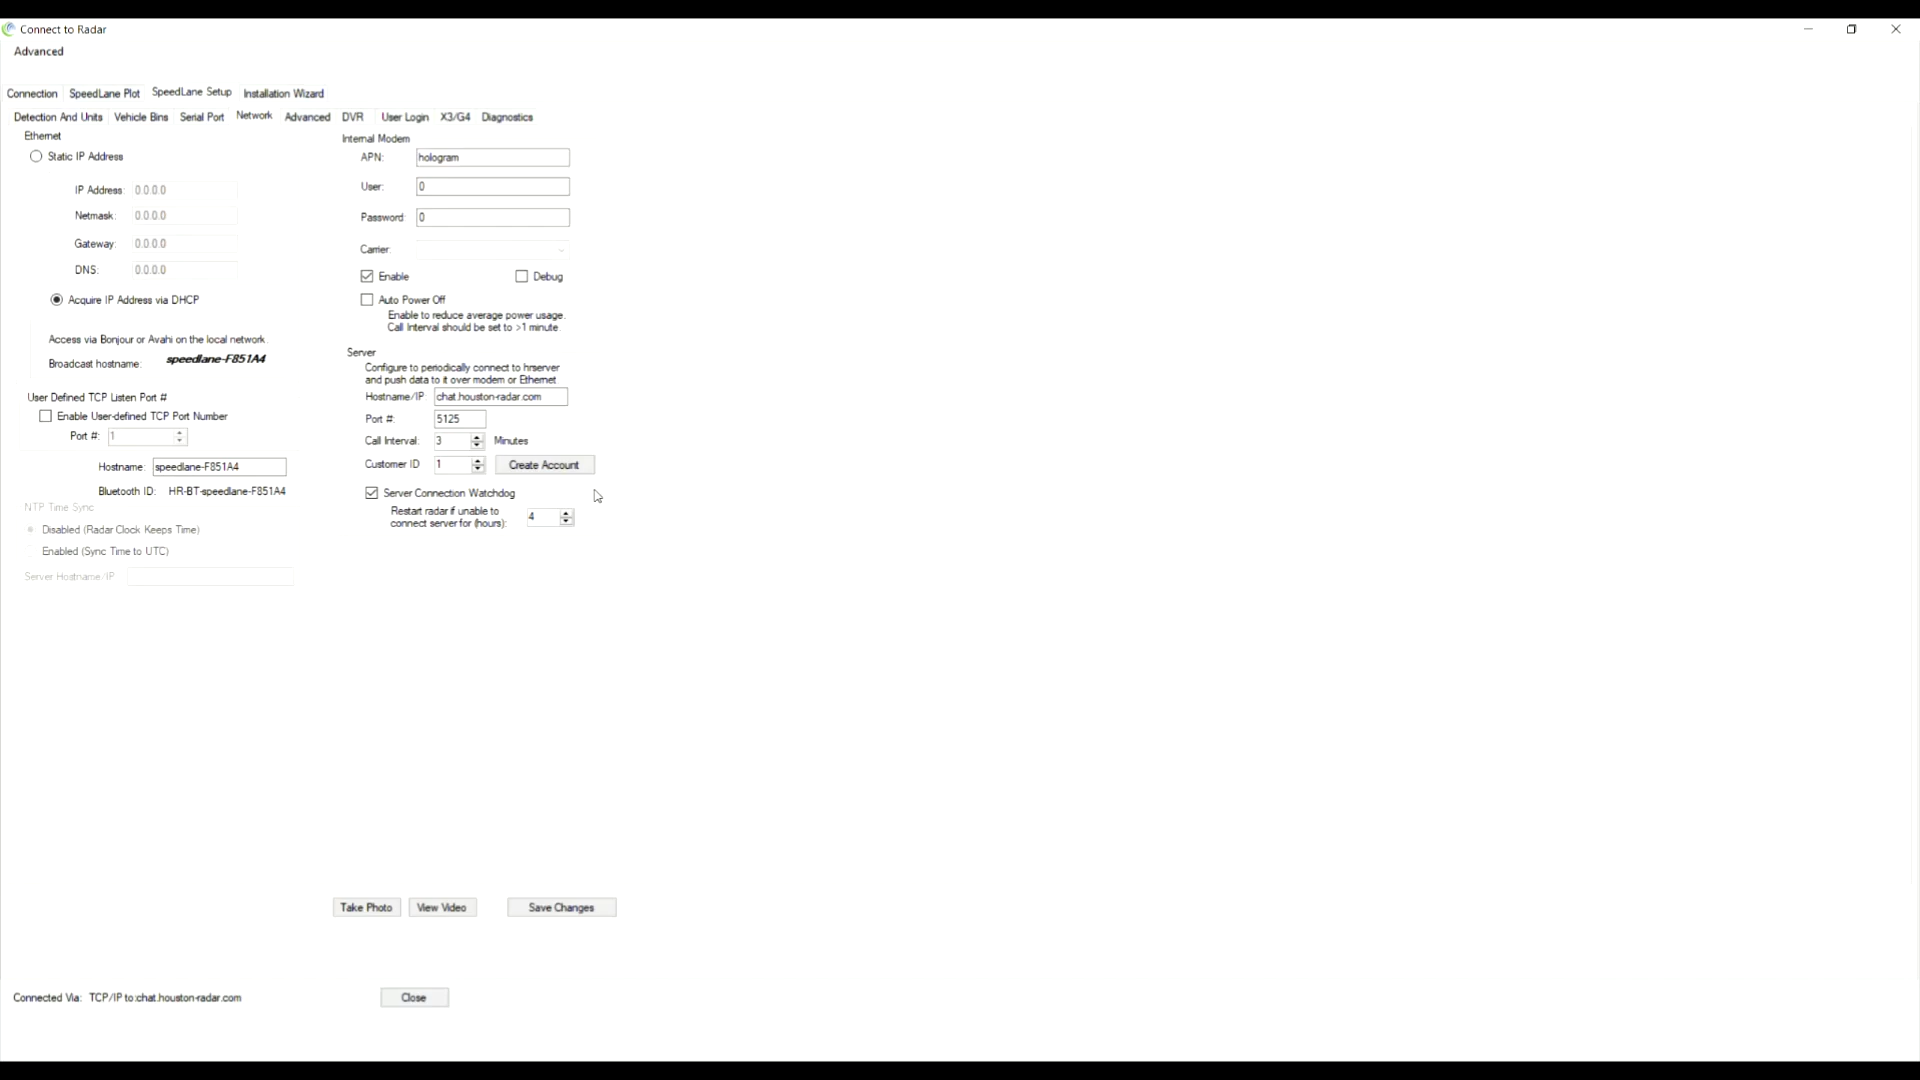 Connect to Radar
Advanced
Connection SpeedLane Plot SpeedLane Setup Installation Wizard
Detection And Units Vehicle Bins Serial Port Network Advanced DVR User Login X3/G4 Diagnostics
Ethernet
Static IP Address
IP Address: 0.0.0.0
Netmask: 0.0.0.0
Gateway: 0.0.0.0
DNS: 0.0.0.0
Acquire IP Address via DHCP
Access via Bonjour or Avahi on the local network.
Broadcast hostname: speedlane-F851A4
User Defined TCP Listen Port #
Enable User-defined TCP Port Number
Port #: 1
Hostname: speedlane-F851A4
Bluetooth ID: HR-BT-speedlane-F851A4
NTP Time Sync
Disabled (Radar Clock Keeps Time)
Enabled (Sync Time to UTC)
Server Hostname/IP
Internal Modem
APN: hologram
User: 0
Password: 0
Carrier:
Enable Debug
Auto Power Off
Enable to reduce average power usage.
Call Interval should be set to >1 minute.
Server
Configure to periodically connect to hrserver
and push data to it over modem or Ethernet
Hostname/IP chat.houston-radar.com
Port #: 5125
Call Interval: 3 Minutes
Customer ID 1 Create Account
Server Connection Watchdog
Restart radar if unable to
connect server for (hours): 4
Take Photo View Video Save Changes
Connected Via: TCP/IP to:chat.houston-radar.com Close